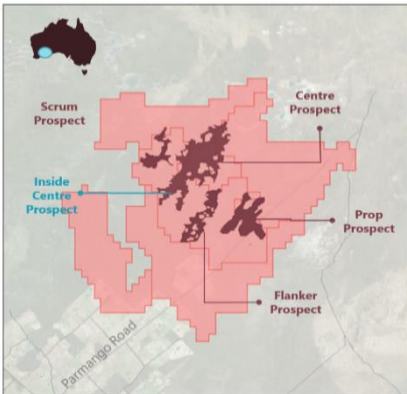 Scrum
Prospect
Centre
Prospect
Inside
Centre
Prospect
Prop
Prospect
Flanker
Prospect
Parmango Road